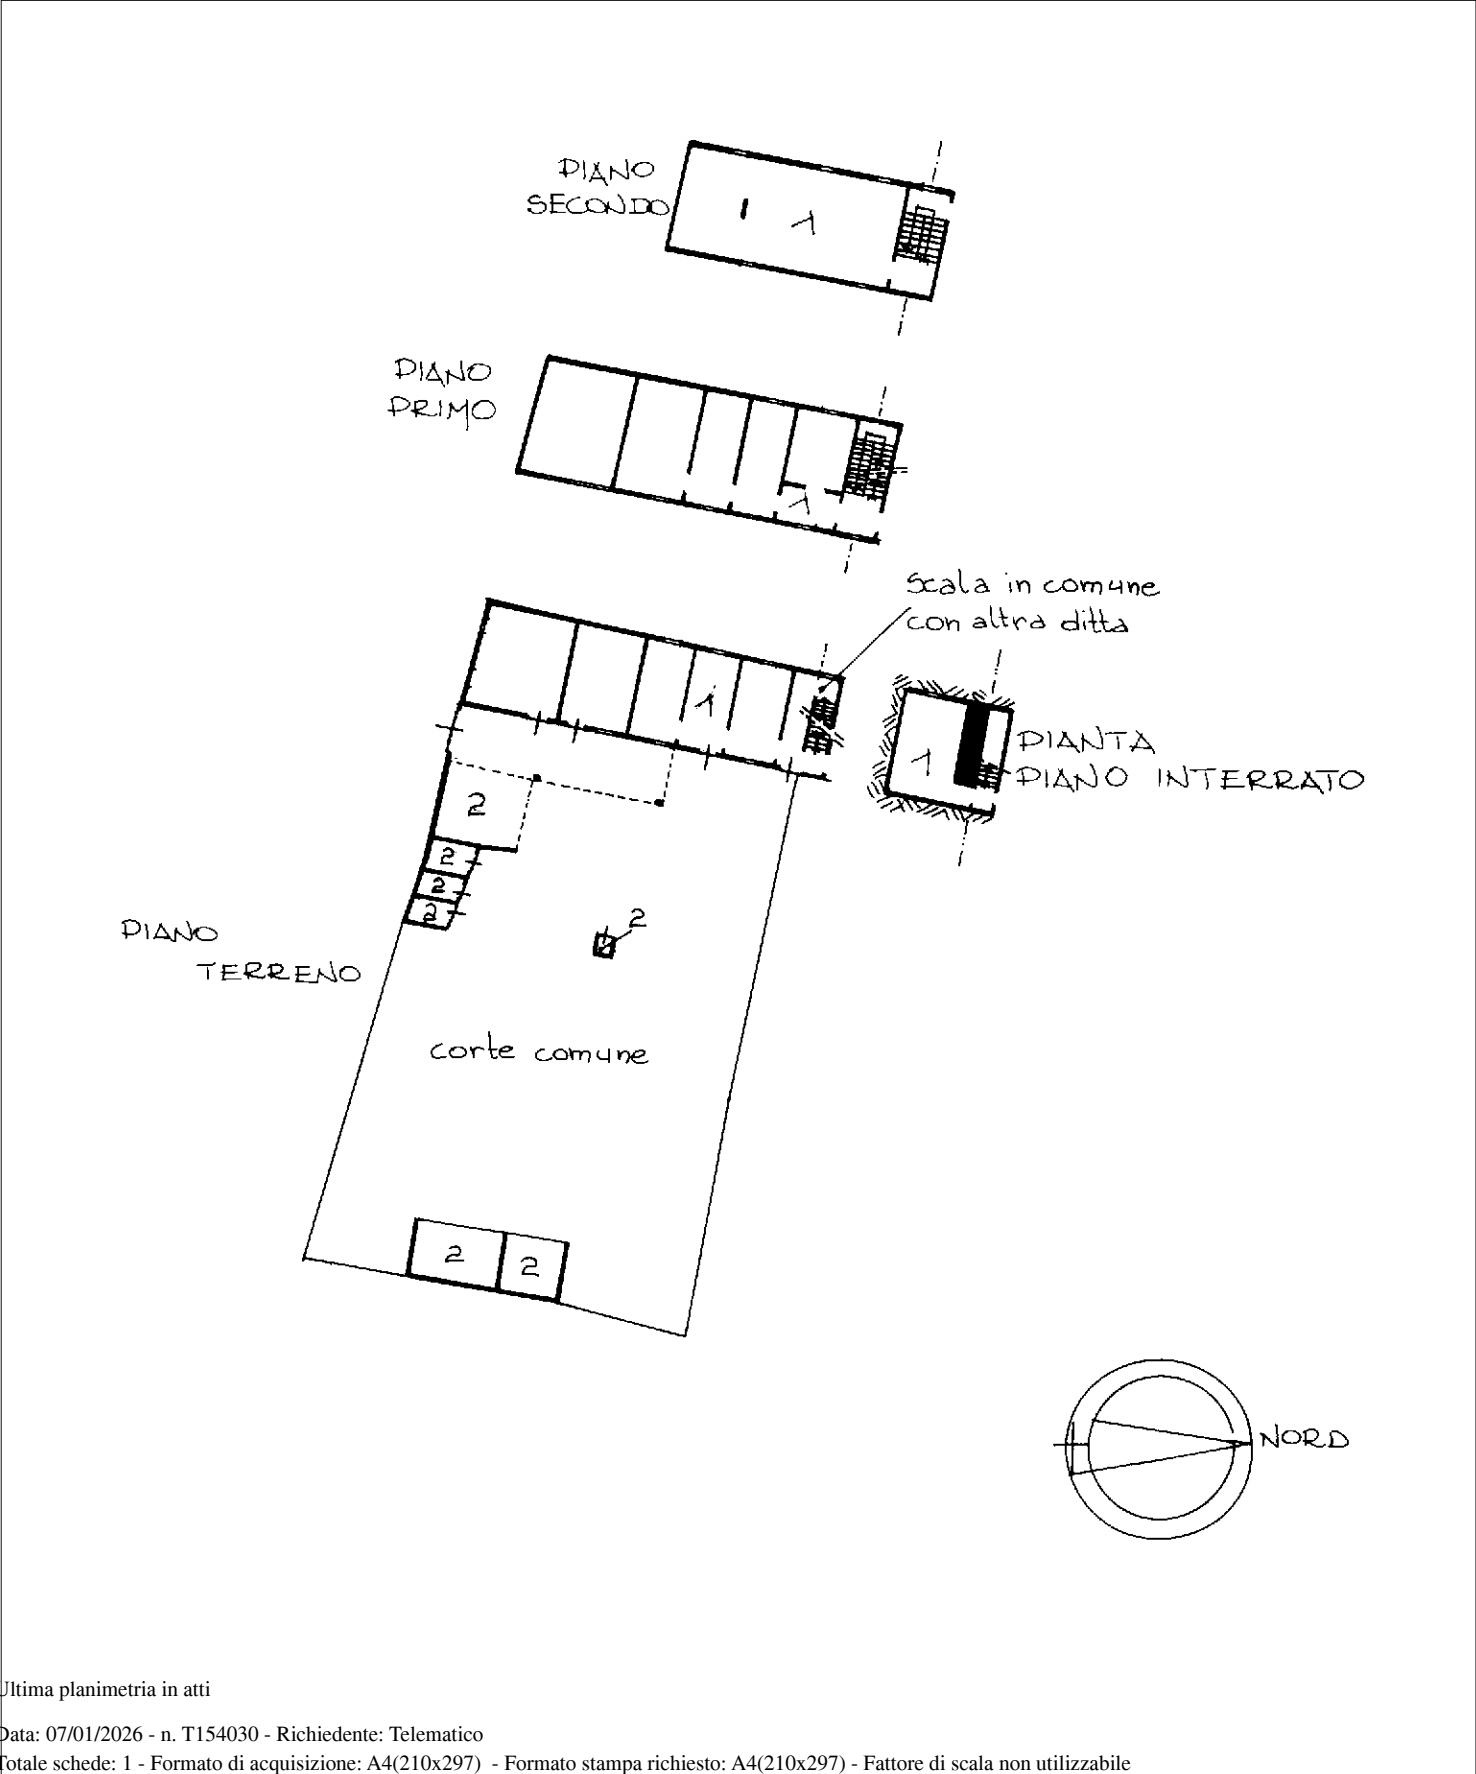 PIANO
SECONDO
1
PIANO
PRIMO
1
scala in comune
con altra ditta
1
1
PIANTA
PIANO INTERRATO
2
2
2
2
2
PIANO
TERRENO
corte comune
2
2
NORD
Ultima planimetria in atti
Data: 07/01/2026 - n. T154030 - Richiedente: Telematico
Totale schede: 1 - Formato di acquisizione: A4(210x297) - Formato stampa richiesto: A4(210x297) - Fattore di scala non utilizzabile